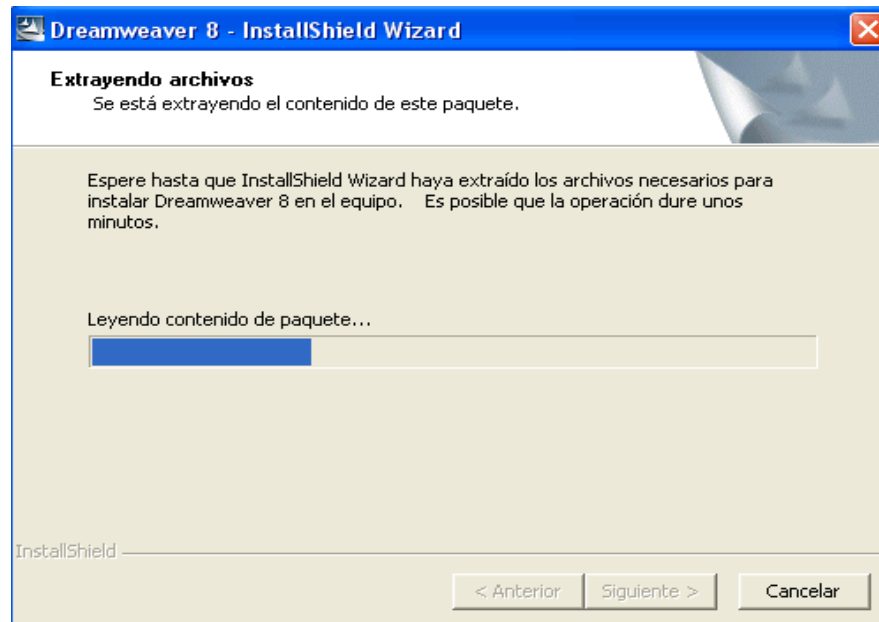 Dreamweaver 8 - InstallShield Wizard
Extrayendo archivos
Se está extrayendo el contenido de este paquete.
Espere hasta que InstallShield Wizard haya extraído los archivos necesarios para
instalar Dreamweaver 8 en el equipo. Es posible que la operación dure unos
minutos.
Leyendo contenido de paquete...
InstallShield
< Anterior Siguiente > Cancelar